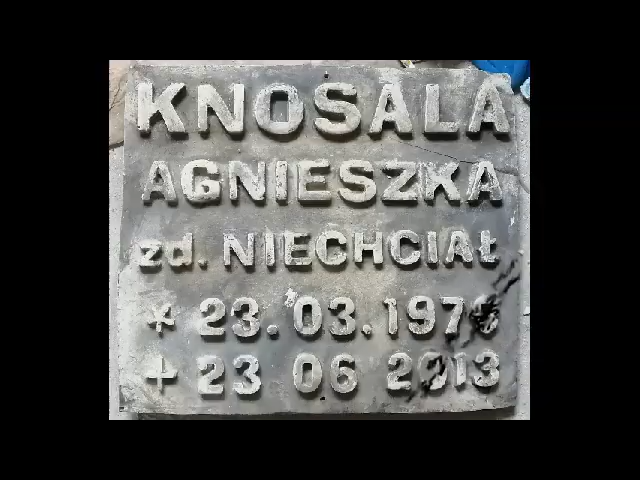 KNOSALA
AGNIESZKA
zd. NIECHCIAŁ
* 23.03.
+ 23 06 2013